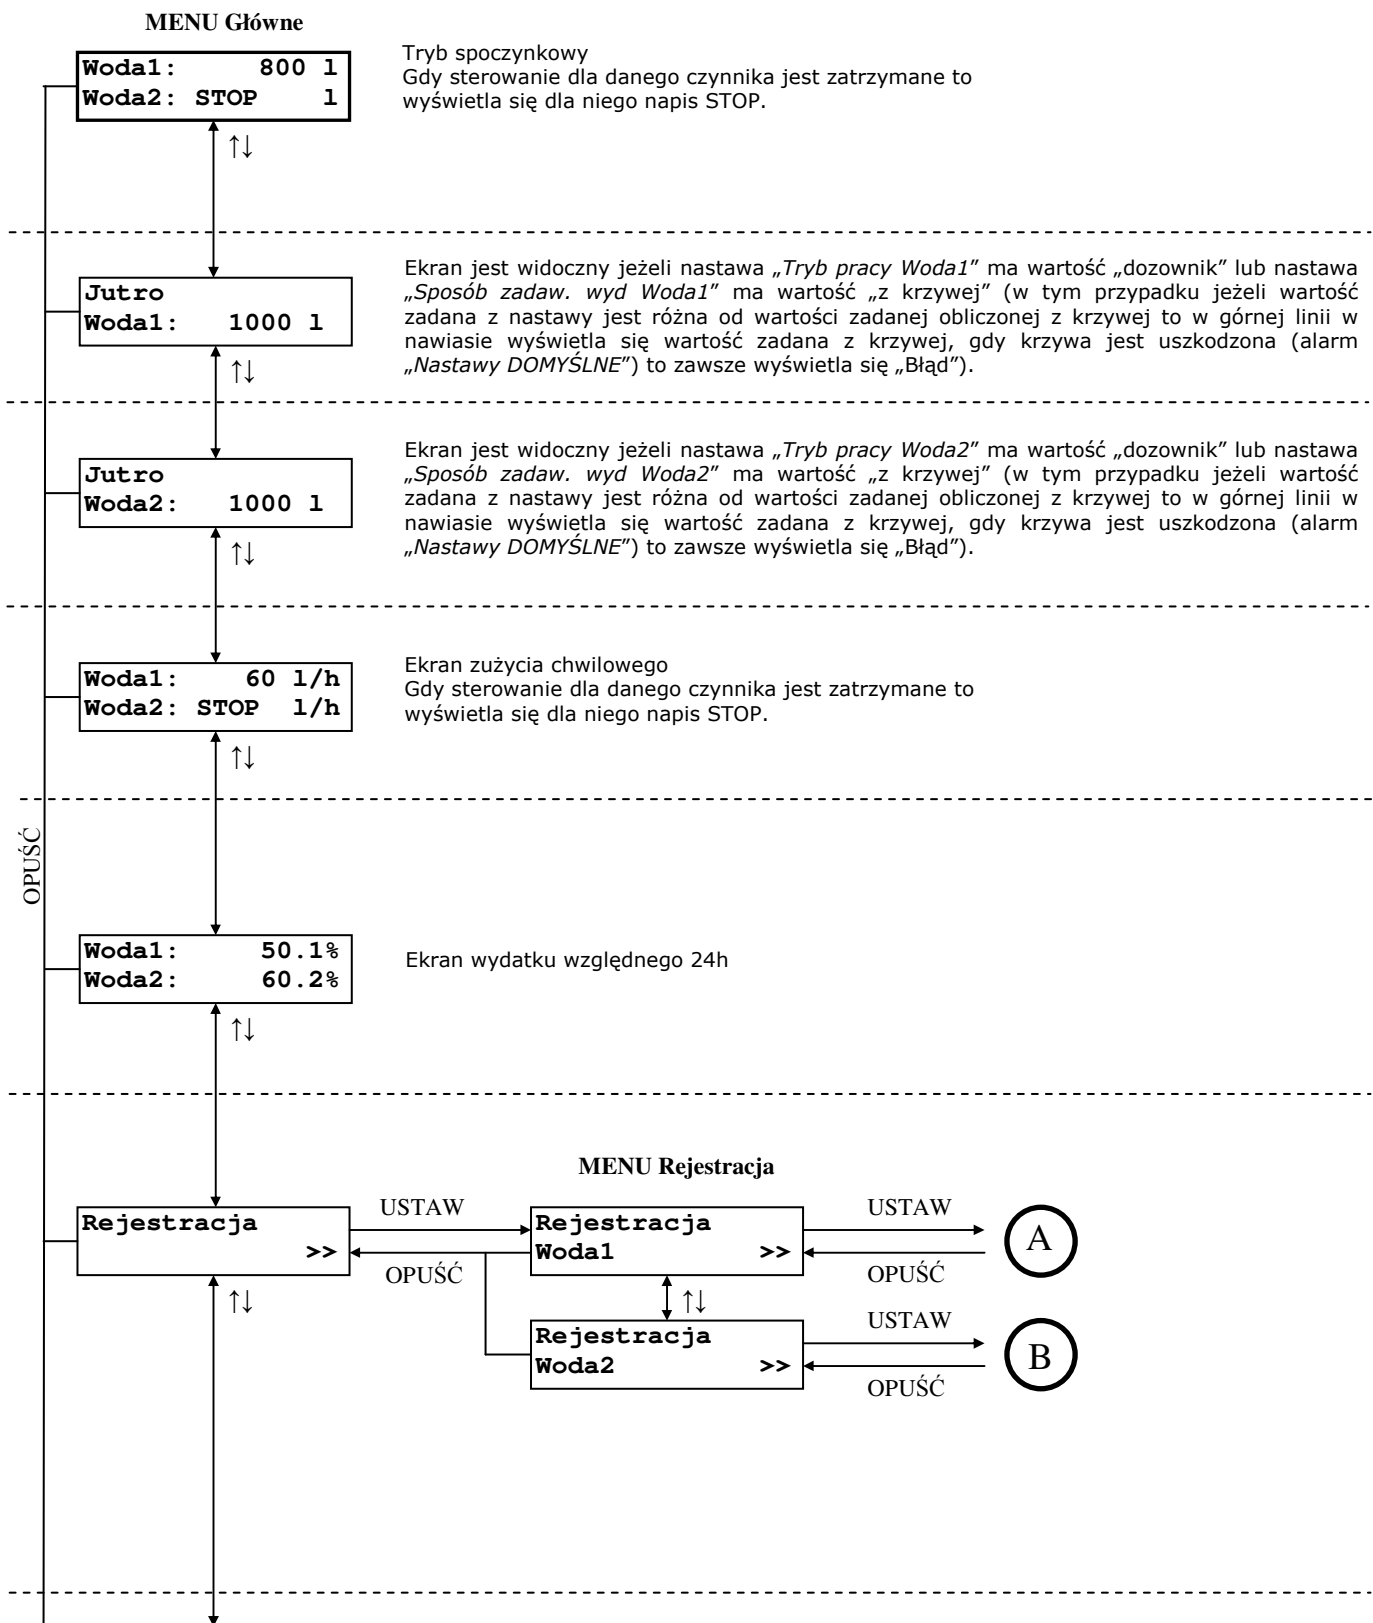 MENU Główne
Woda1: 800 l
Woda2: STOP l
Tryb spoczynkowy
Gdy sterowanie dla danego czynnika jest zatrzymane to
wyświetla się dla niego napis STOP.
↑↓
Jutro
Woda1: 1000 l
Ekran jest widoczny jeżeli nastawa „Tryb pracy Woda1” ma wartość „dozownik” lub nastawa
„Sposób zadaw. wyd Woda1” ma wartość „z krzywej” (w tym przypadku jeżeli wartość
zadana z nastawy jest różna od wartości zadanej obliczonej z krzywej to w górnej linii w
nawiasie wyświetla się wartość zadana z krzywej, gdy krzywa jest uszkodzona (alarm
„Nastawy DOMYŚLNE”) to zawsze wyświetla się „Błąd”).
↑↓
Jutro
Woda2: 1000 l
Ekran jest widoczny jeżeli nastawa „Tryb pracy Woda2” ma wartość „dozownik” lub nastawa
„Sposób zadaw. wyd Woda2” ma wartość „z krzywej” (w tym przypadku jeżeli wartość
zadana z nastawy jest różna od wartości zadanej obliczonej z krzywej to w górnej linii w
nawiasie wyświetla się wartość zadana z krzywej, gdy krzywa jest uszkodzona (alarm
„Nastawy DOMYŚLNE”) to zawsze wyświetla się „Błąd”).
↑↓
Woda1: 60 l/h
Woda2: STOP l/h
Ekran zużycia chwilowego
Gdy sterowanie dla danego czynnika jest zatrzymane to
wyświetla się dla niego napis STOP.
↑↓
OPUŚĆ
Woda1: 50.1%
Woda2: 60.2%
Ekran wydatku względnego 24h
↑↓
MENU Rejestracja
Rejestracja
>>
USTAW
OPUŚĆ
Rejestracja
Woda1 >>
USTAW
OPUŚĆ
A
↑↓
↑↓
Rejestracja
Woda2 >>
USTAW
OPUŚĆ
B